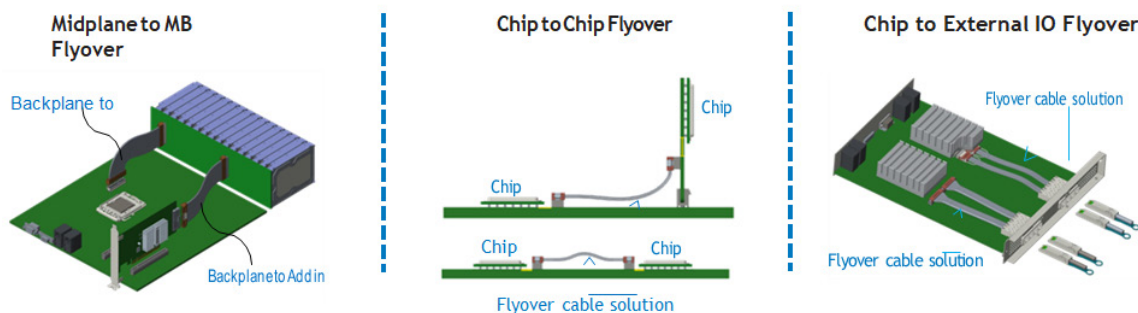 Midplane to MB
Flyover
Backplane to
Backplane to Add in
Chip to Chip Flyover
Chip
Chip
Chip
Chip
Flyover cable solution
Chip to External IO Flyover
Flyover cable solution
Flyover cable solution